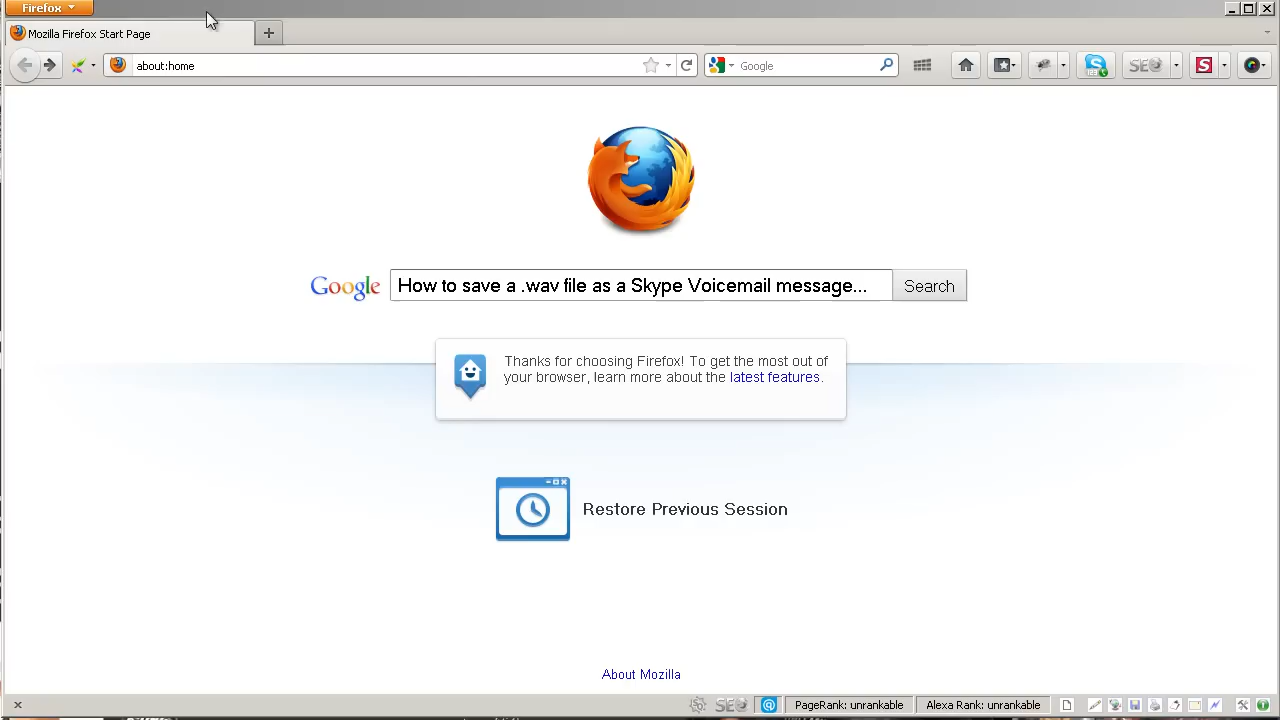 Firefox
Mozilla Firefox Start Page
about:home
Google
SEO
S
Google
How to save a .wav file as a Skype Voicemail message...
Search
Thanks for choosing Firefox! To get the most out of
your browser, learn more about the latest features.
Restore Previous Session
About Mozilla
SEO
PageRank: unrankable
Alexa Rank: unrankable